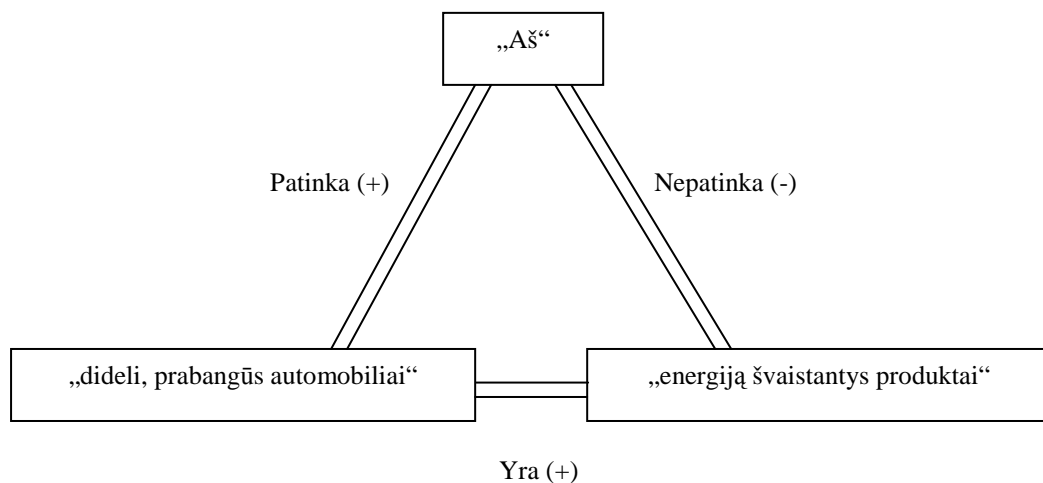 „Aš“
Patinka (+)
Nepatinka (-)
„dideli, prabangūs automobiliai“
„energiją švaistantys produktai“
Yra (+)